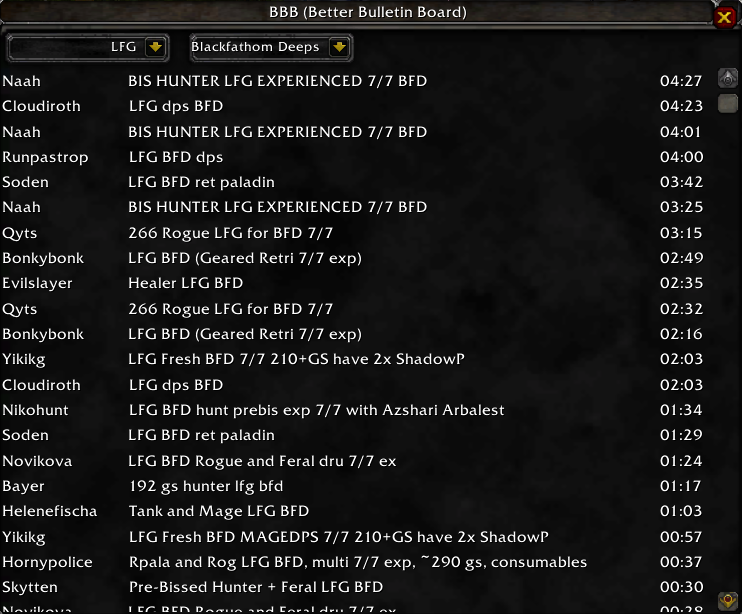 BBB (Better Bulletin Board)
LFG Blackfathom Deeps
Naah BIS HUNTER LFG EXPERIENCED 7/7 BFD 04:27
Cloudiroth LFG dps BFD 04:23
Naah BIS HUNTER LFG EXPERIENCED 7/7 BFD 04:01
Runpastrop LFG BFD dps 04:00
Soden LFG BFD ret paladin 03:42
Naah BIS HUNTER LFG EXPERIENCED 7/7 BFD 03:25
Qyts 266 Rogue LFG for BFD 7/7 03:15
Bonkybonk LFG BFD (Geared Retri 7/7 exp) 02:49
Evilslayer Healer LFG BFD 02:35
Qyts 266 Rogue LFG for BFD 7/7 02:32
Bonkybonk LFG BFD (Geared Retri 7/7 exp) 02:16
Yikikg LFG Fresh BFD 7/7 210+GS have 2x ShadowP 02:03
Cloudiroth LFG dps BFD 02:03
Nikohunt LFG BFD hunt prebis exp 7/7 with Azshari Arbalest 01:34
Soden LFG BFD ret paladin 01:29
Novikova LFG BFD Rogue and Feral dru 7/7 ex 01:24
Bayer 192 gs hunter lfg bfd 01:17
Helenefischa Tank and Mage LFG BFD 01:03
Yikikg LFG Fresh BFD MAGEDPS 7/7 210+GS have 2x ShadowP 00:57
Hornypolice Rpala and Rog LFG BFD, multi 7/7 exp, ~290 gs, consumables 00:37
Skytten Pre-Bissed Hunter + Feral LFG BFD 00:30
Novikova LFG BFD Rogue and Feral dru 7/7 ex 00:28